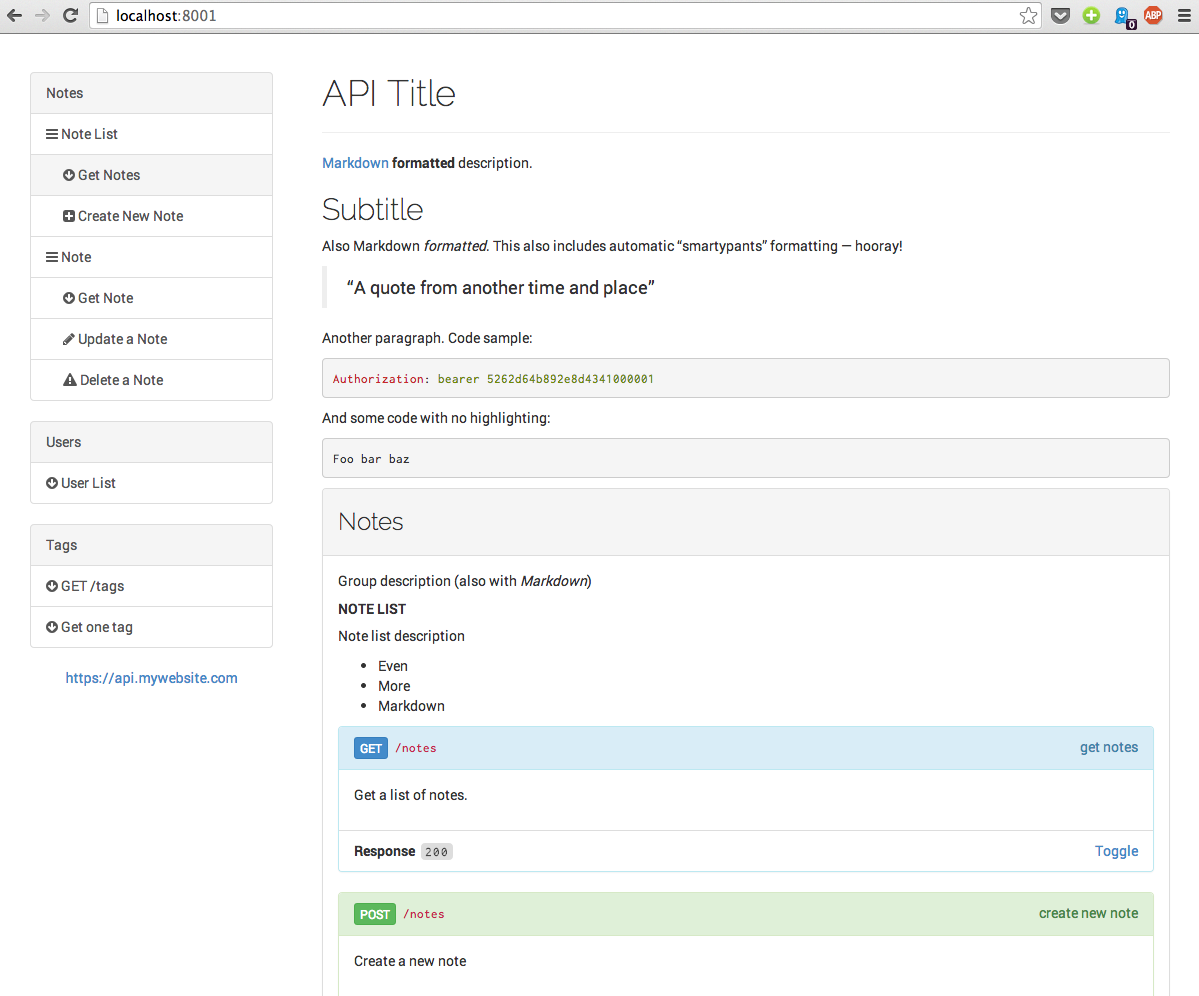 localhost:8001
0
ABP
Notes
Note List
Get Notes
Create New Note
Note
Get Note
Update a Note
Delete a Note
Users
User List
Tags
GET /tags
Get one tag
https://api.mywebsite.com
API Title
Markdown formatted description.
Subtitle
Also Markdown formatted. This also includes automatic “smartypants” formatting — hooray!
“A quote from another time and place”
Another paragraph. Code sample:
Authorization: bearer 5262d64b892e8d4341000001
And some code with no highlighting:
Foo bar baz
Notes
Group description (also with Markdown)
NOTE LIST
Note list description
• Even
• More
• Markdown
GET /notes get notes
Get a list of notes.
Response 200 Toggle
POST /notes create new note
Create a new note